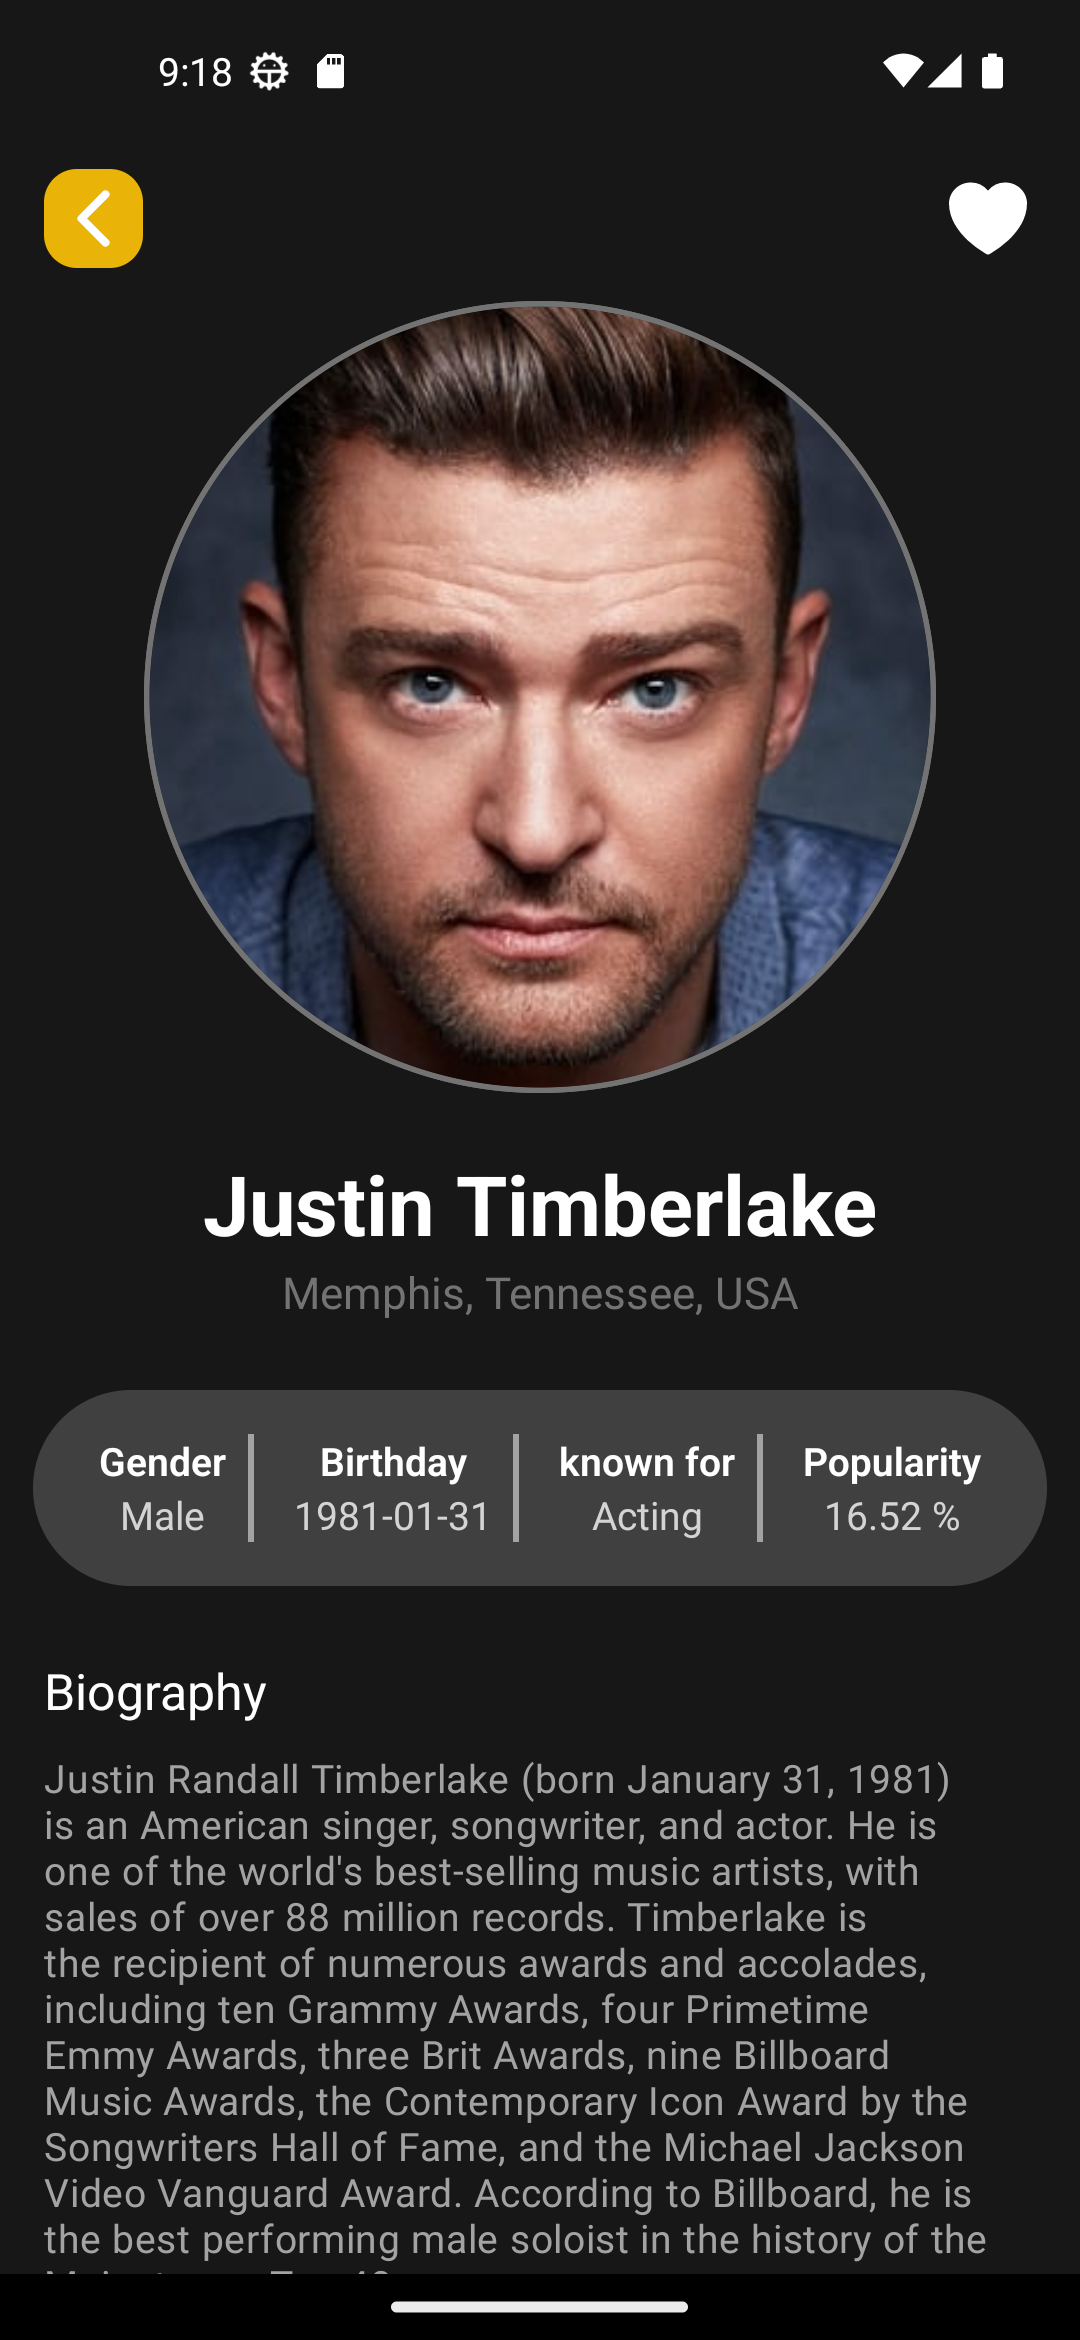 9:18
Justin Timberlake
Memphis, Tennessee, USA
Gender Birthday known for Popularity
Male 1981-01-31 Acting 16.52 %
Biography
Justin Randall Timberlake (born January 31, 1981)
is an American singer, songwriter, and actor. He is
one of the world's best-selling music artists, with
sales of over 88 million records. Timberlake is
the recipient of numerous awards and accolades,
including ten Grammy Awards, four Primetime
Emmy Awards, three Brit Awards, nine Billboard
Music Awards, the Contemporary Icon Award by the
Songwriters Hall of Fame, and the Michael Jackson
Video Vanguard Award. According to Billboard, he is
the best performing male soloist in the history of the